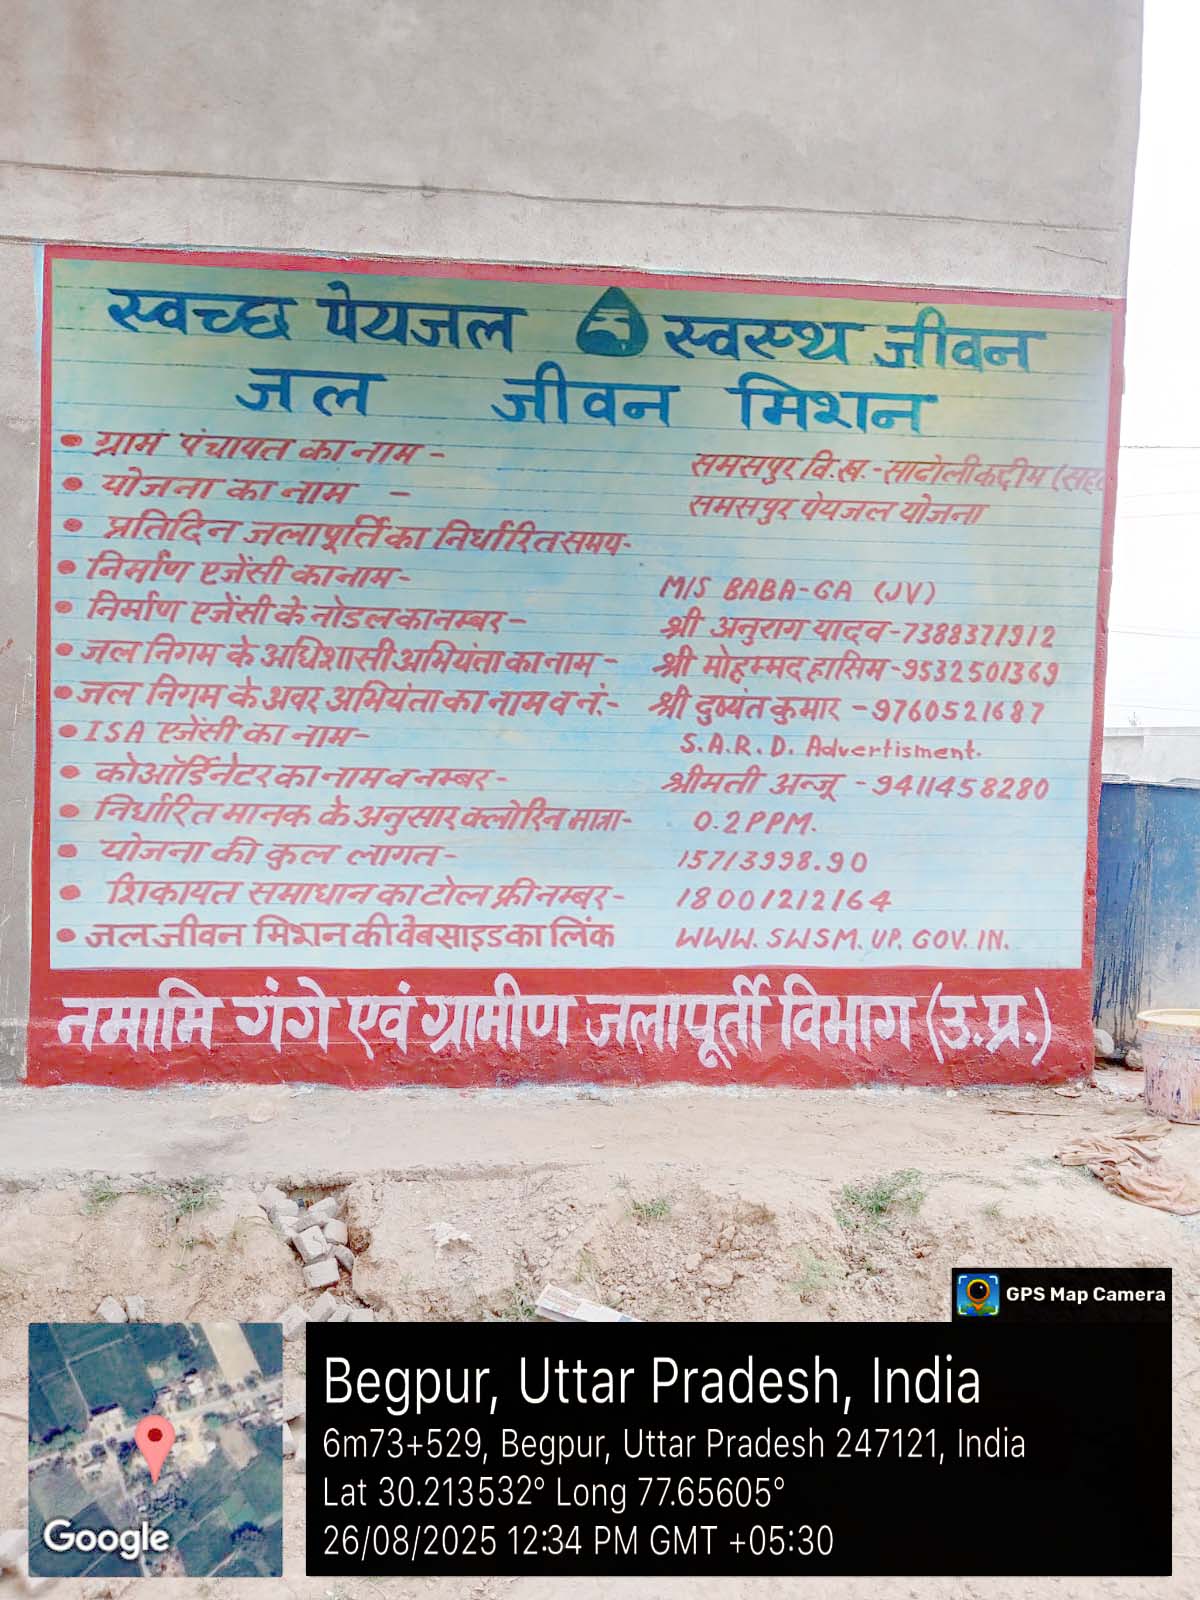 स्वच्छ पेयजल स्वस्थ जीवन
जल जीवन मिशन
• ग्राम पंचायत का नाम - समसपुर वि.ख.-साढोलीकदीम
• योजना का नाम - समसपुर पेयजल योजना
• प्रतिदिन जलापूर्ति का निर्धारित समय-
• निर्माण एजेंसी का नाम- M/S BABA-GA (JV)
• निर्माण एजेंसी के नोडल का नम्बर- श्री अनुराग यादव-7388371912
• जल निगम के अधिशासी अभियंता का नाम- श्री मोहम्मद हासिम-9532501369
• जल निगम के अवर अभियंता का नाम व नं.- श्री दुष्यंत कुमार -9760521687
• ISA एजेंसी का नाम- S.A.R.D. Advertisment.
• कोऑर्डिनेटर का नाम व नम्बर- श्रीमती अन्जू -9411458280
• निर्धारित मानक के अनुसार क्लोरिन मात्रा- 0.2PPM.
• योजना की कुल लागत- 15713998.90
• शिकायत समाधान का टोल फ्री नम्बर- 18001212164
• जल जीवन मिशन की वेबसाइड का लिंक WWW.SWSM.UP.GOV.IN.
नमामि गंगे एवं ग्रामीण जलापूर्ती विभाग (उ.प्र.)
GPS Map Camera
Begpur, Uttar Pradesh, India
6m73+529, Begpur, Uttar Pradesh 247121, India
Lat 30.213532° Long 77.65605°
26/08/2025 12:34 PM GMT +05:30
Google